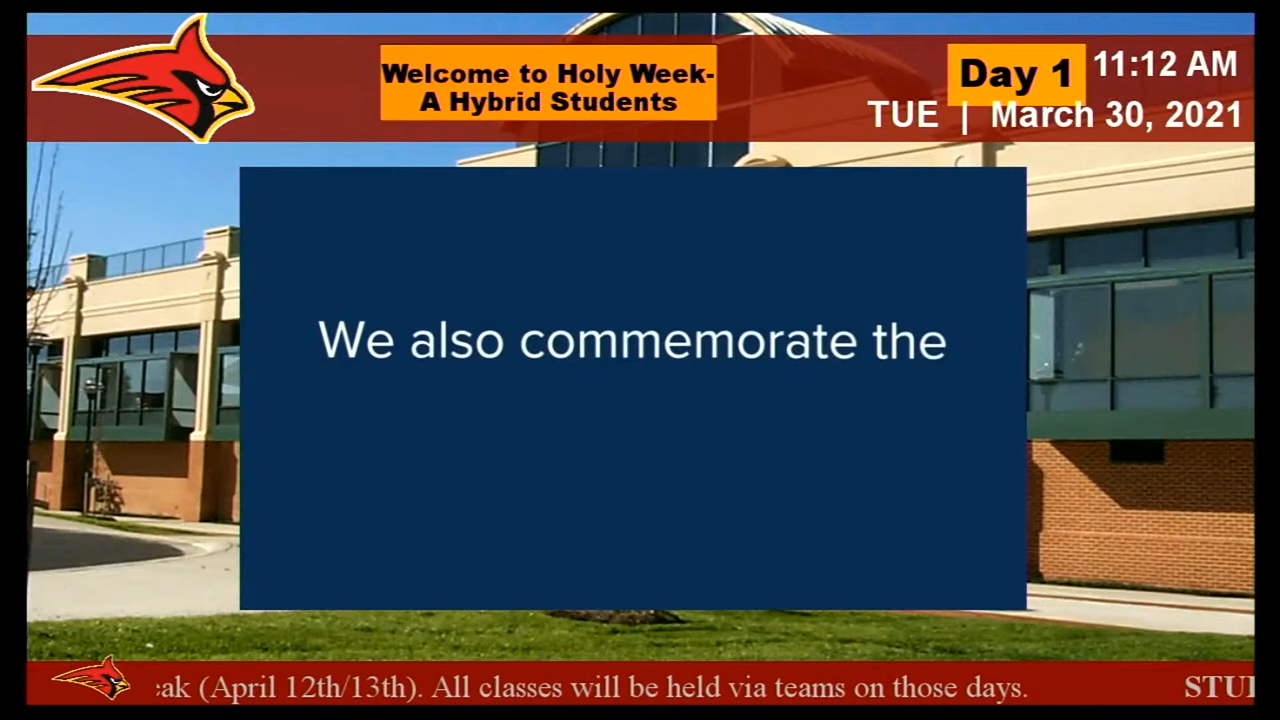 Welcome to Holy Week-
A Hybrid Students
Day 1
11:12 AM
TUE | March 30, 2021
We also commemorate the
(April 12th/13th). All classes will be held via teams on those days.